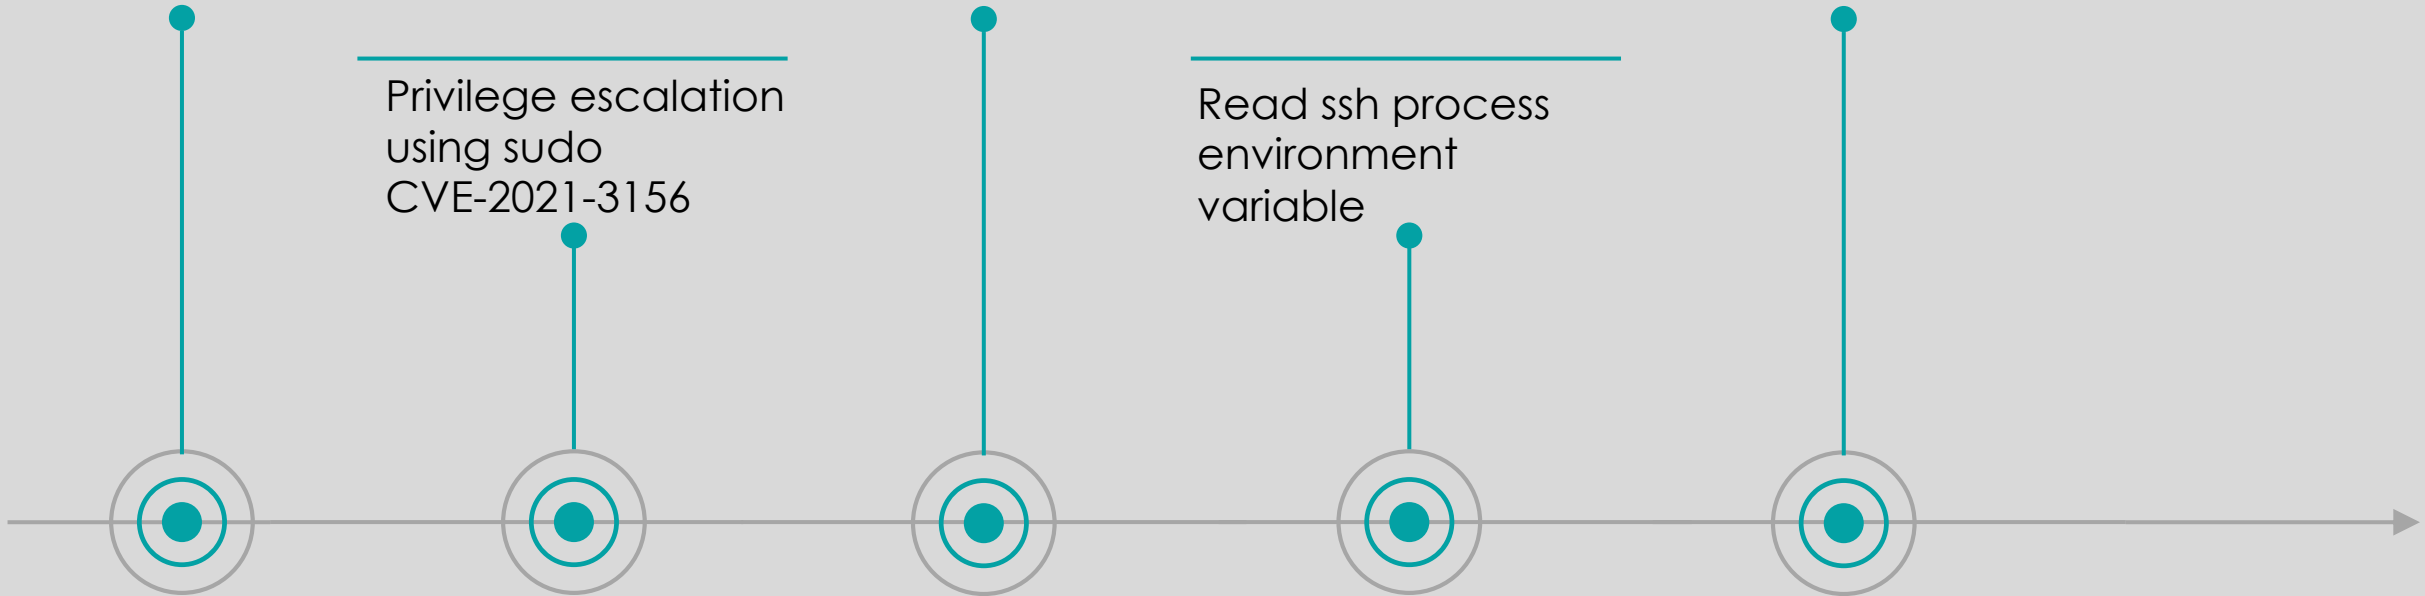 Privilege escalation
using sudo
CVE-2021-3156
Read ssh process
environment
variable